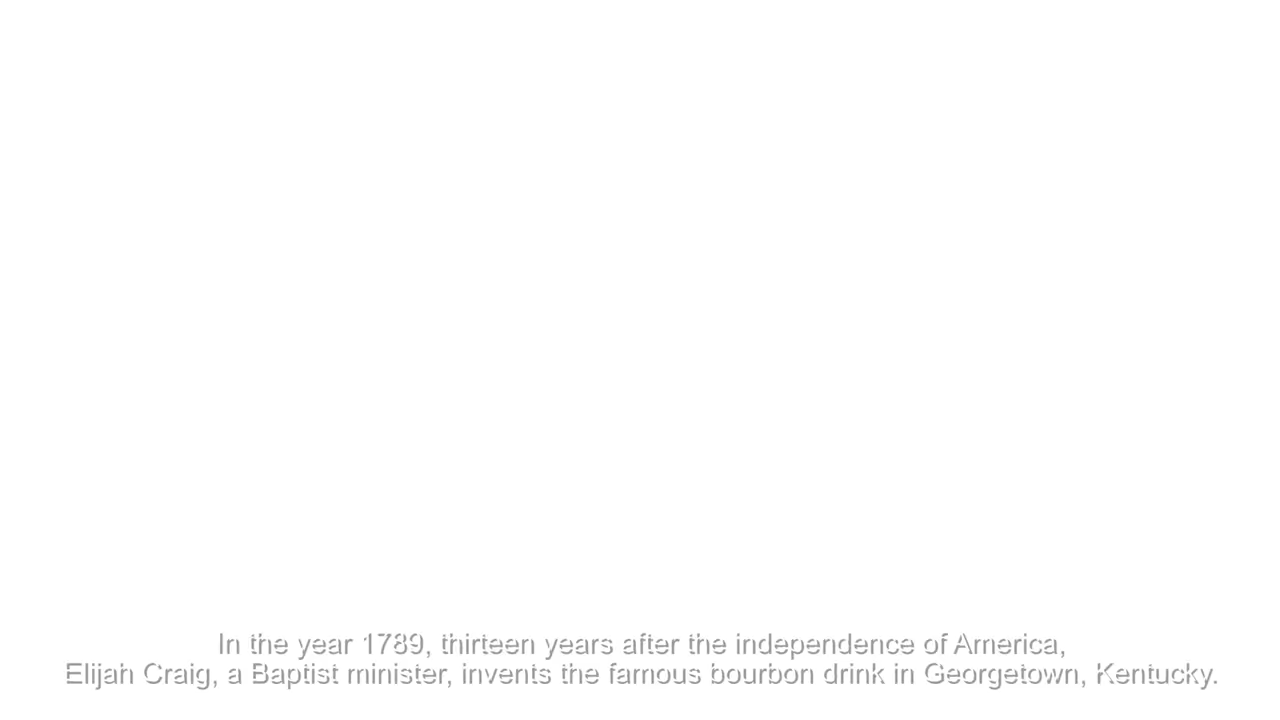 In the year 1789, thirteen years after the independence of America,
Elijah Craig, a Baptist minister, invents the famous bourbon drink in Georgetown, Kentucky.